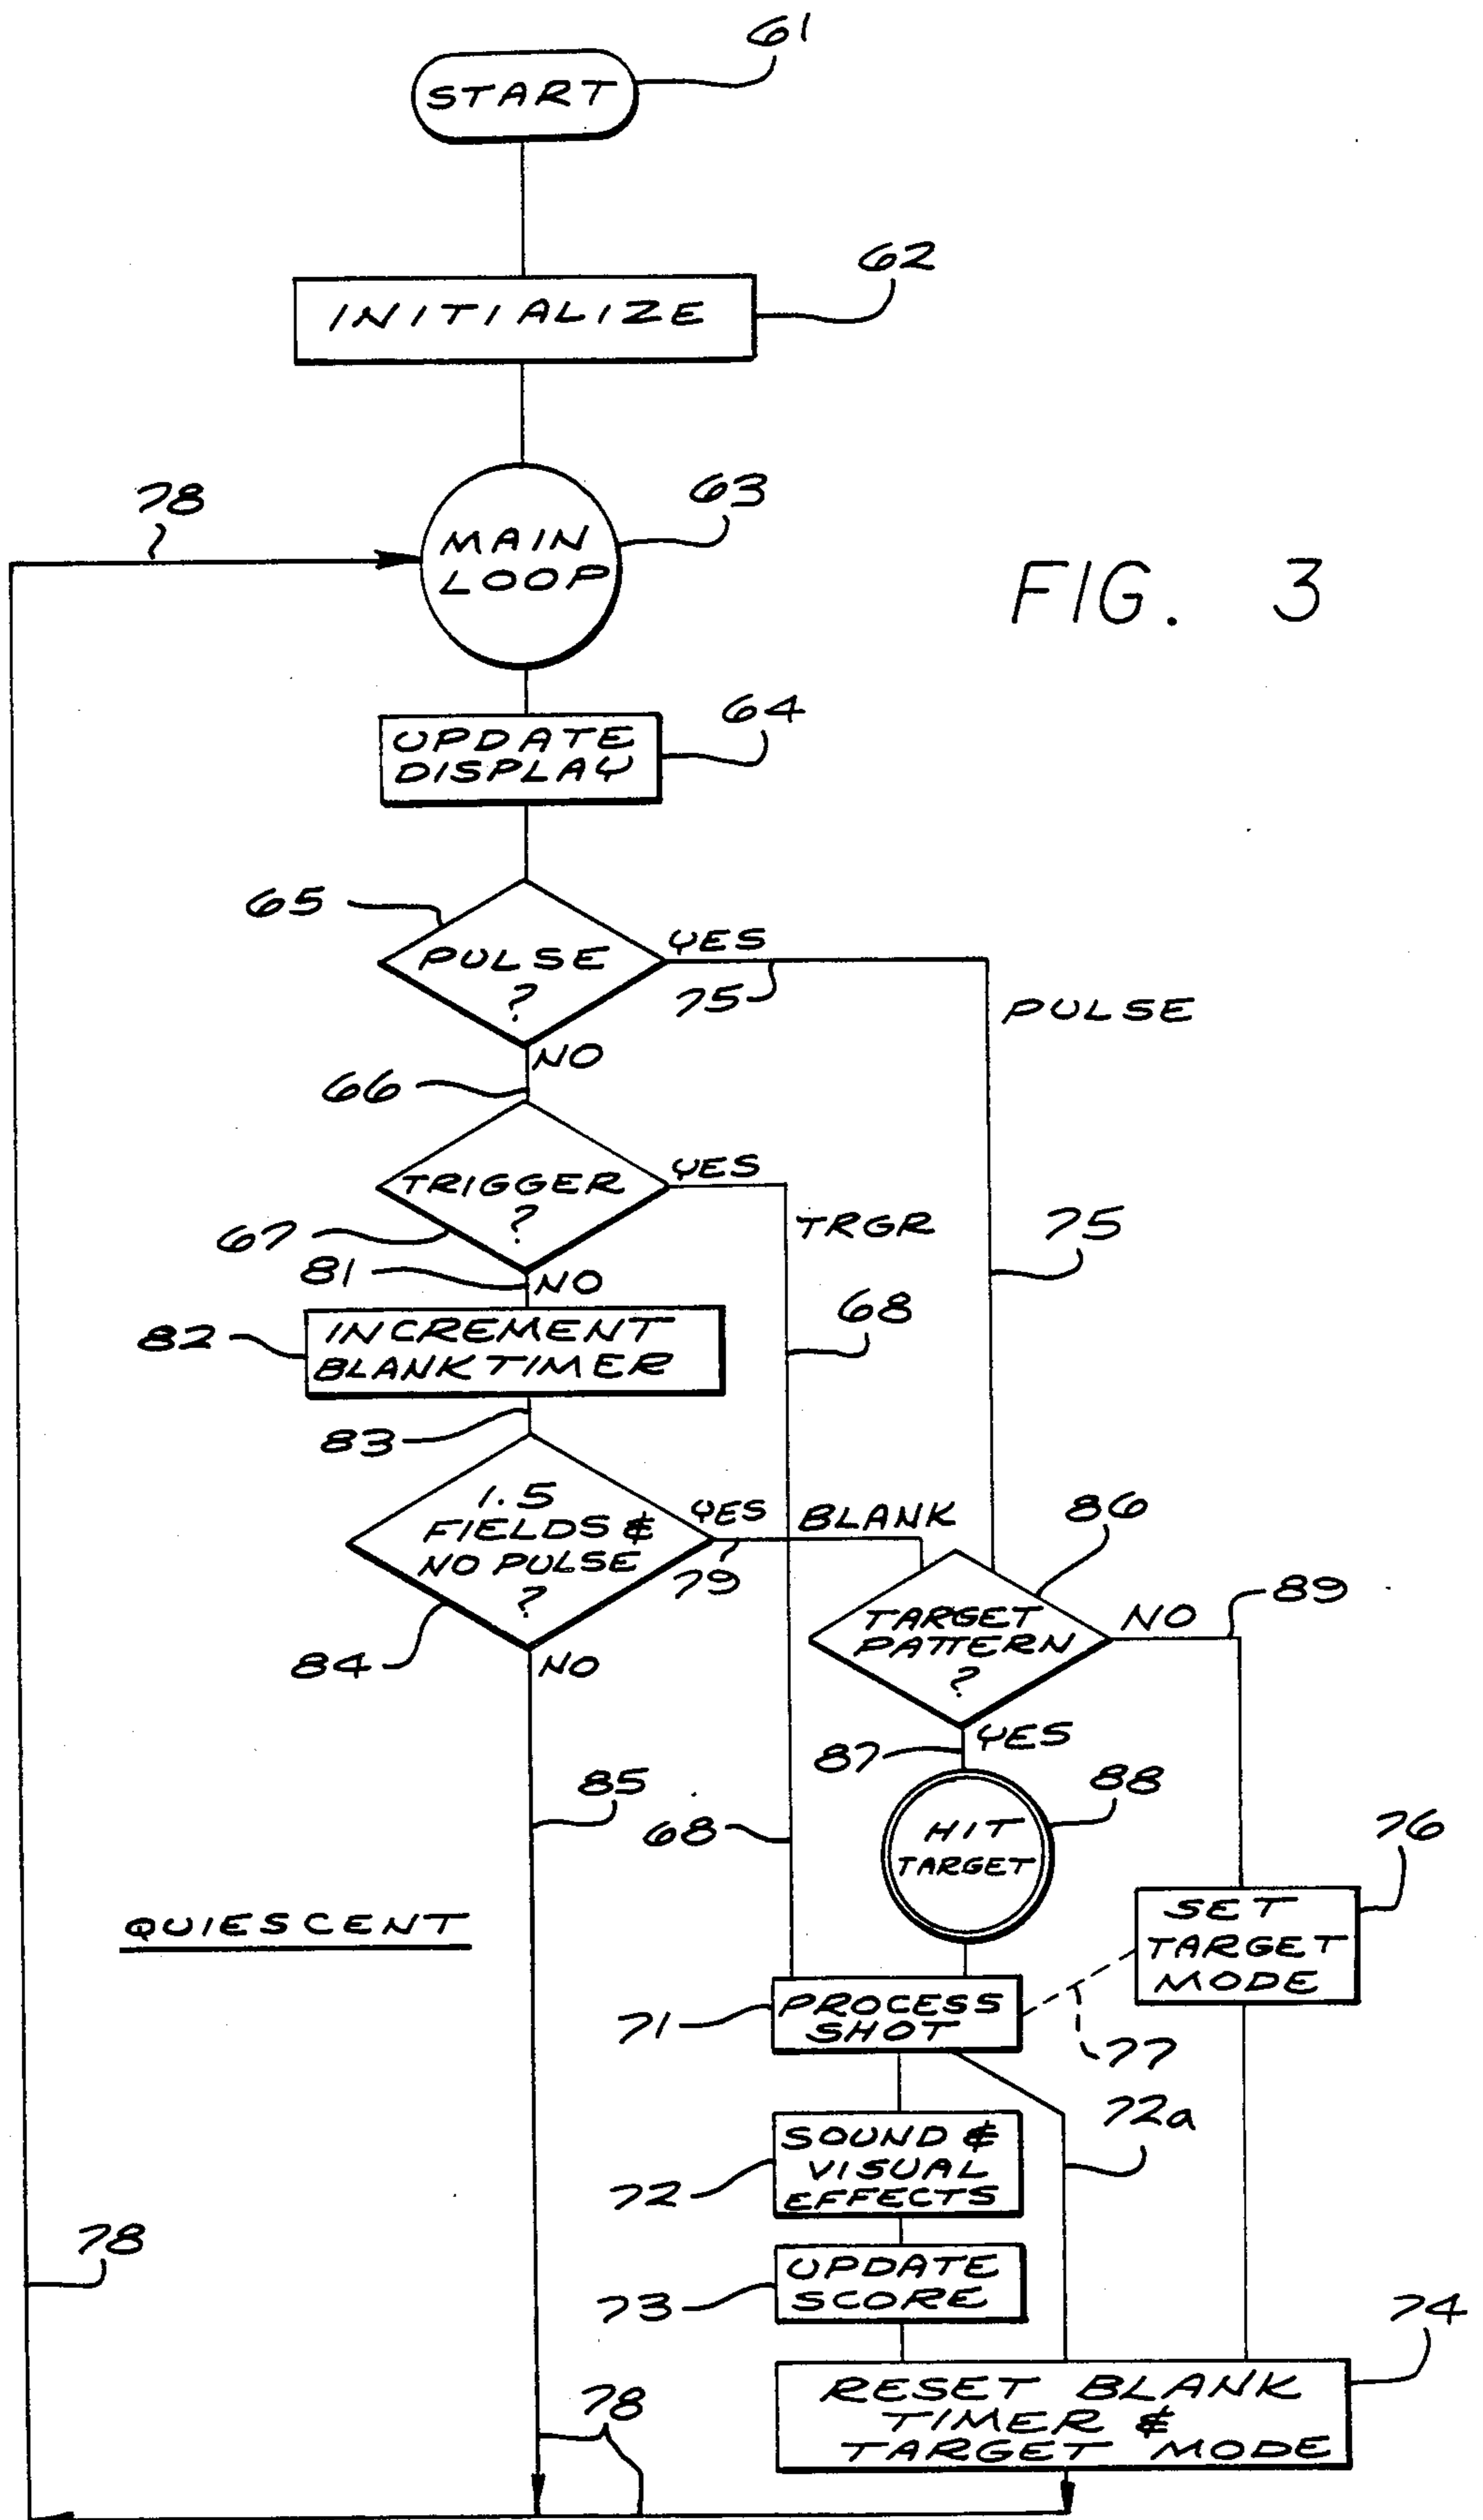 61
START
62
INITIALIZE
78
63
MAIN
LOOP
FIG. 3
64
UPDATE
DISPLAY
65
YES
PULSE
?
75
PULSE
NO
66
YES
TRIGGER
?
TRGR
75
67
81
NO
68
82
INCREMENT
BLANK TIMER
83
1.5
FIELDS &
NO PULSE
?
YES
BLANK
79
86
89
NO
TARGET
PATTERN
?
84
NO
87
YES
85
88
68
HIT
TARGET
76
QUIESCENT
SET
TARGET
MODE
71
PROCESS
SHOT
77
72a
SOUND &
VISUAL
EFFECTS
72
78
UPDATE
SCORE
73
74
78
RESET BLANK
TIMER &
TARGET MODE